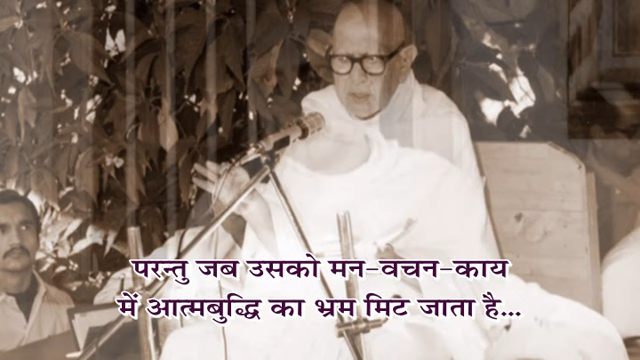 परन्तु जब उसको मन-वचन-काय
में आत्मबुद्धि का भ्रम मिट जाता है...